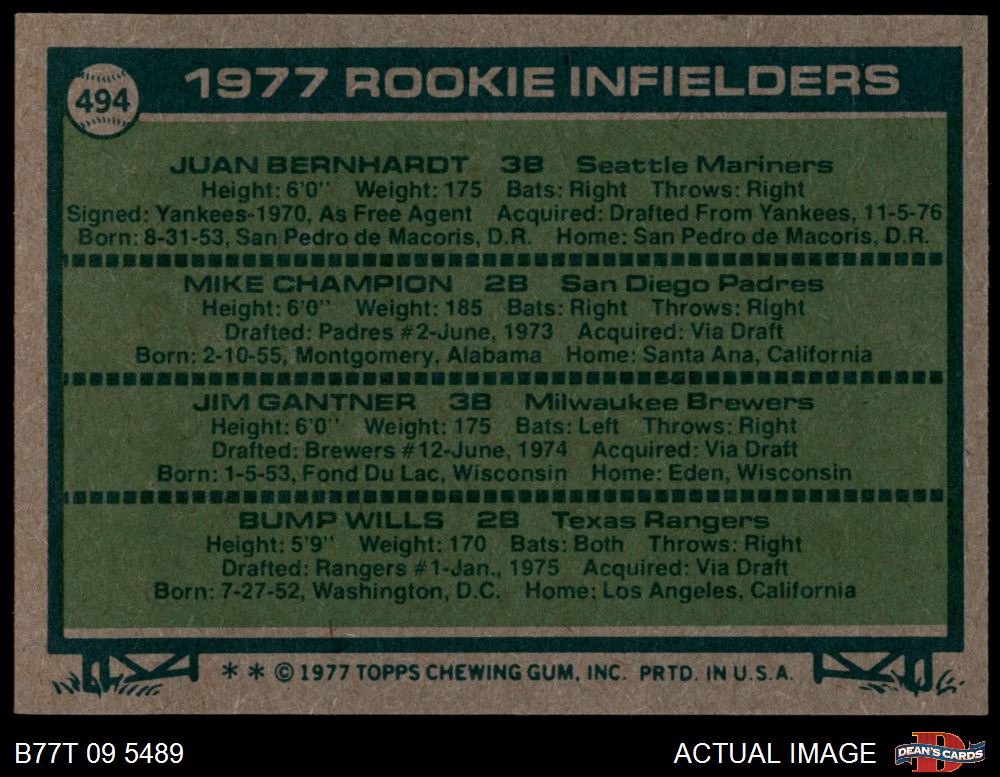 494
1977 ROOKIE INFIELDERS
JUAN BERNHARDT 3B Seattle Mariners
Height: 6'0" Weight: 175 Bats: Right Throws: Right
Signed: Yankees-1970, As Free Agent Acquired: Drafted From Yankees, 11-5-76
Born: 8-31-53, San Pedro de Macoris, D.R. Home: San Pedro de Macoris, D.R.
MIKE CHAMPION 2B San Diego Padres
Height: 6'0" Weight: 185 Bats: Right Throws: Right
Drafted: Padres #2-June, 1973 Acquired: Via Draft
Born: 2-10-55, Montgomery, Alabama Home: Santa Ana, California
JIM GANTNER 3B Milwaukee Brewers
Height: 6'0" Weight: 175 Bats: Left Throws: Right
Drafted: Brewers #12-June, 1974 Acquired: Via Draft
Born: 1-5-53, Fond Du Lac, Wisconsin Home: Eden, Wisconsin
BUMP WILLS 2B Texas Rangers
Height: 5'9" Weight: 170 Bats: Both Throws: Right
Drafted: Rangers #1-Jan., 1975 Acquired: Via Draft
Born: 7-27-52, Washington, D.C. Home: Los Angeles, California
* * © 1977 TOPPS CHEWING GUM, INC. PRTD. IN U.S.A.
B77T 09 5489 ACTUAL IMAGE D DEAN'S CARDS